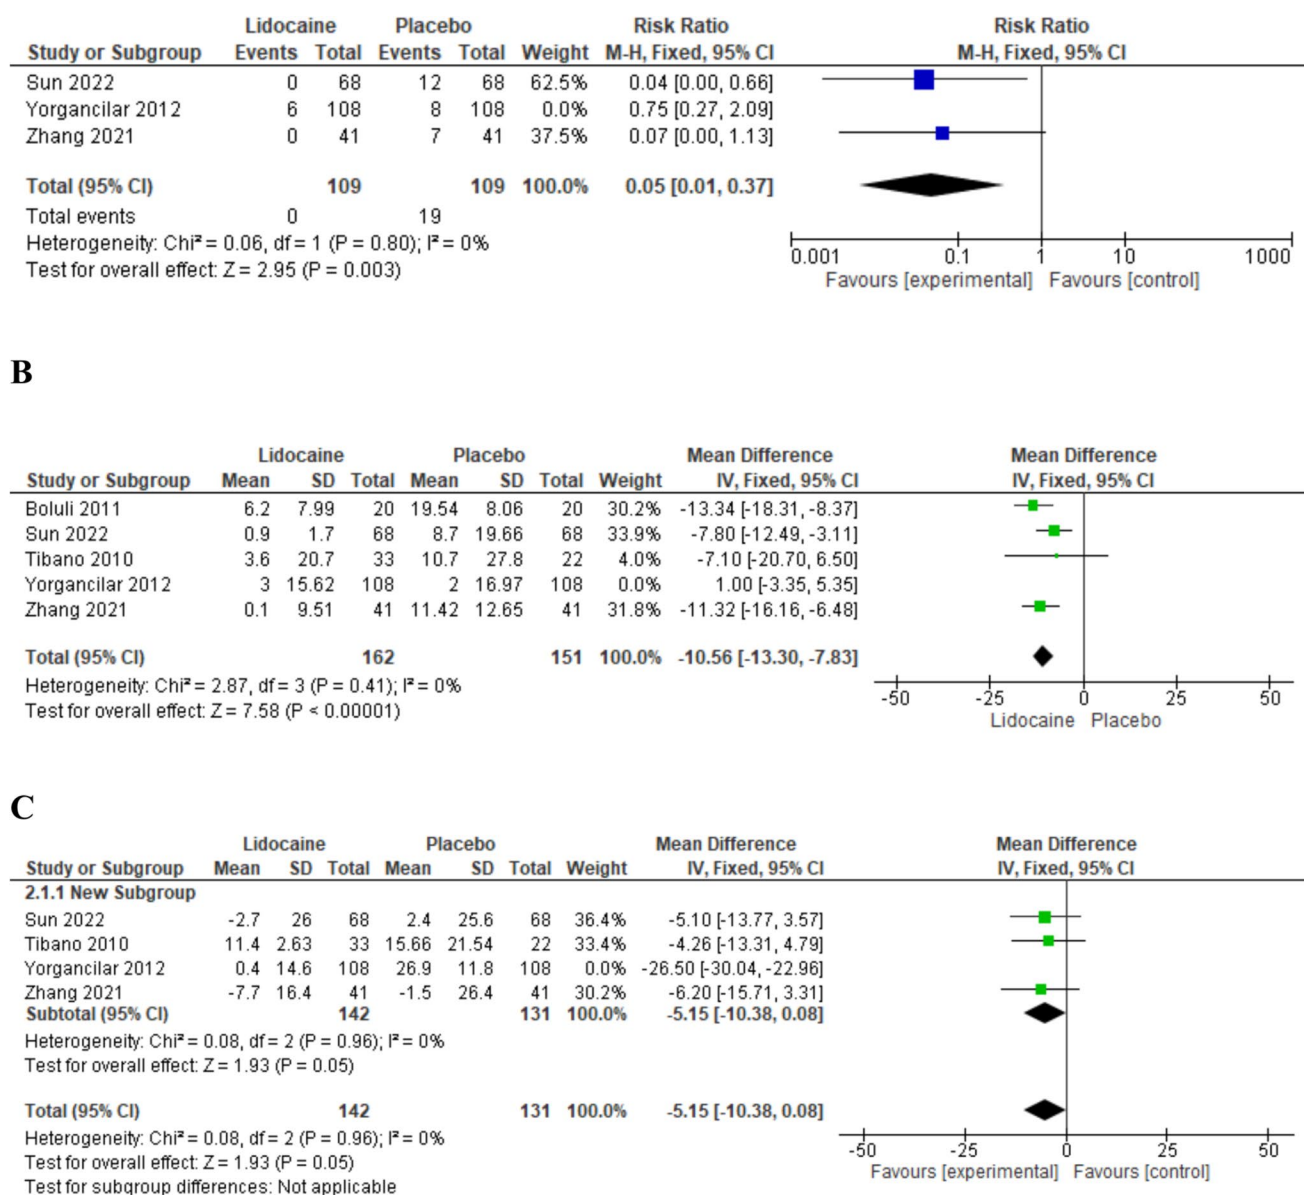 Lidocaine Placebo Risk Ratio Risk Ratio
Study or Subgroup Events Total Events Total Weight M-H, Fixed, 95% CI M-H, Fixed, 95% CI
Sun 2022 0 68 12 68 62.5% 0.04 [0.00, 0.66]
Yorgancilar 2012 6 108 8 108 0.0% 0.75 [0.27, 2.09]
Zhang 2021 0 41 7 41 37.5% 0.07 [0.00, 1.13]
Total (95% CI) 109 109 100.0% 0.05 [0.01, 0.37]
Total events 0 19
Heterogeneity: Chi² = 0.06, df = 1 (P = 0.80); I² = 0%
Test for overall effect: Z = 2.95 (P = 0.003)
0.001 0.1 1 10 1000
Favours [experimental] Favours [control]
B
Lidocaine Placebo Mean Difference Mean Difference
Study or Subgroup Mean SD Total Mean SD Total Weight IV, Fixed, 95% CI IV, Fixed, 95% CI
Boluli 2011 6.2 7.99 20 19.54 8.06 20 30.2% -13.34 [-18.31, -8.37]
Sun 2022 0.9 1.7 68 8.7 19.66 68 33.9% -7.80 [-12.49, -3.11]
Tibano 2010 3.6 20.7 33 10.7 27.8 22 4.0% -7.10 [-20.70, 6.50]
Yorgancilar 2012 3 15.62 108 2 16.97 108 0.0% 1.00 [-3.35, 5.35]
Zhang 2021 0.1 9.51 41 11.42 12.65 41 31.8% -11.32 [-16.16, -6.48]
Total (95% CI) 162 151 100.0% -10.56 [-13.30, -7.83]
Heterogeneity: Chi² = 2.87, df = 3 (P = 0.41); I² = 0%
Test for overall effect: Z = 7.58 (P < 0.00001)
-50 -25 0 25 50
Lidocaine Placebo
C
Lidocaine Placebo Mean Difference Mean Difference
Study or Subgroup Mean SD Total Mean SD Total Weight IV, Fixed, 95% CI IV, Fixed, 95% CI
2.1.1 New Subgroup
Sun 2022 -2.7 26 68 2.4 25.6 68 36.4% -5.10 [-13.77, 3.57]
Tibano 2010 11.4 2.63 33 15.66 21.54 22 33.4% -4.26 [-13.31, 4.79]
Yorgancilar 2012 0.4 14.6 108 26.9 11.8 108 0.0% -26.50 [-30.04, -22.96]
Zhang 2021 -7.7 16.4 41 -1.5 26.4 41 30.2% -6.20 [-15.71, 3.31]
Subtotal (95% CI) 142 131 100.0% -5.15 [-10.38, 0.08]
Heterogeneity: Chi² = 0.08, df = 2 (P = 0.96); I² = 0%
Test for overall effect: Z = 1.93 (P = 0.05)
Total (95% CI) 142 131 100.0% -5.15 [-10.38, 0.08]
Heterogeneity: Chi² = 0.08, df = 2 (P = 0.96); I² = 0%
Test for overall effect: Z = 1.93 (P = 0.05)
Test for subgroup differences: Not applicable
-50 -25 0 25 50
Favours [experimental] Favours [control]